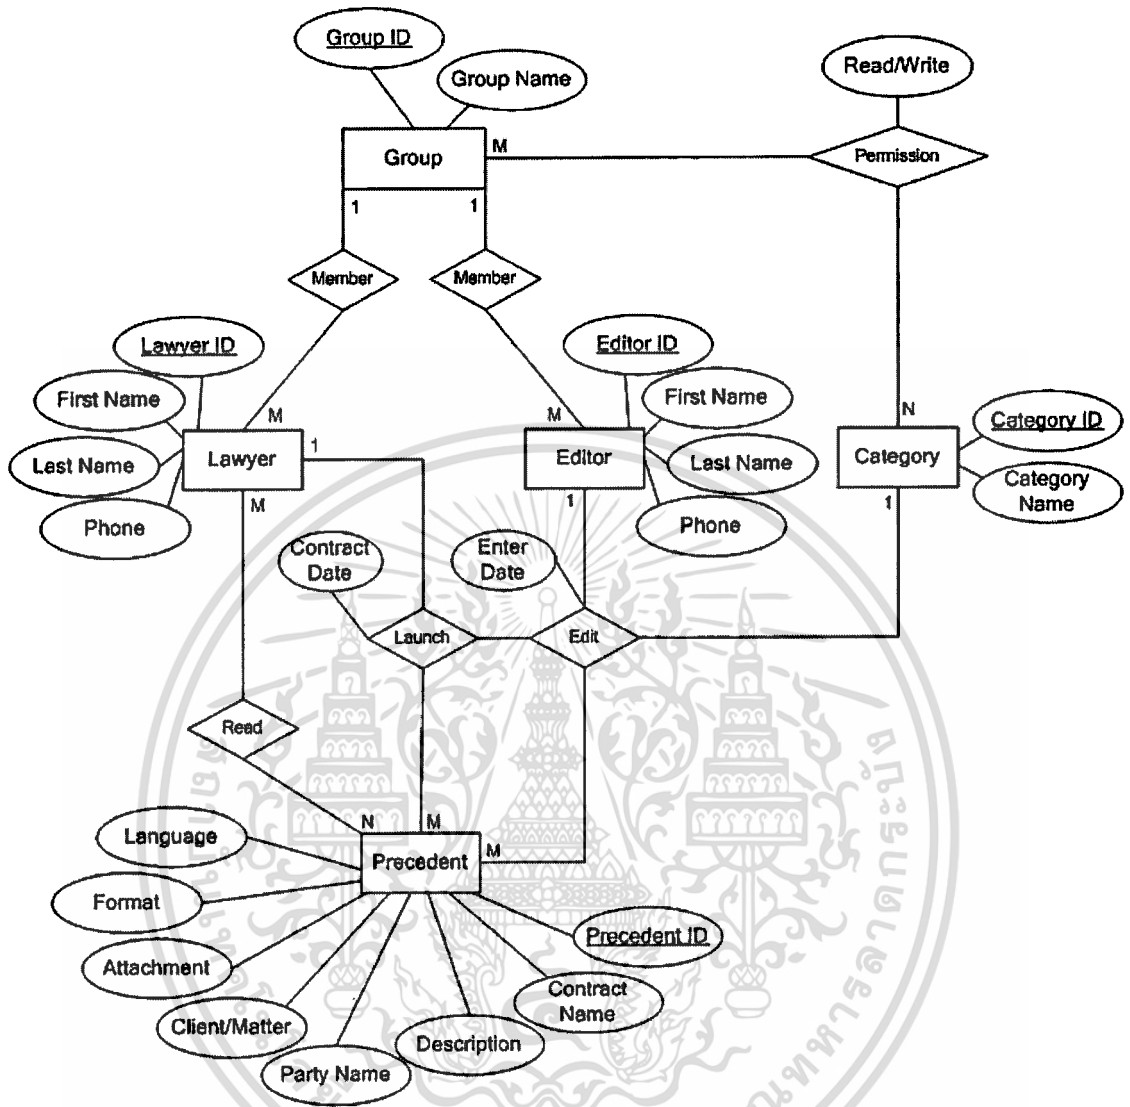 Group ID
Group Name
Read/Write
Group
M
Permission
1
1
Member
Member
Lawyer ID
Editor ID
First Name
First Name
M
M
N
Category ID
Last Name
Lawyer
1
Editor
Last Name
Category
Category
Name
Phone
M
1
Phone
1
Contract
Date
Enter
Date
Launch
Edit
Read
N
M
M
Language
Precedent
Format
Precedent ID
Attachment
Contract
Name
Client/Matter
Description
Party Name